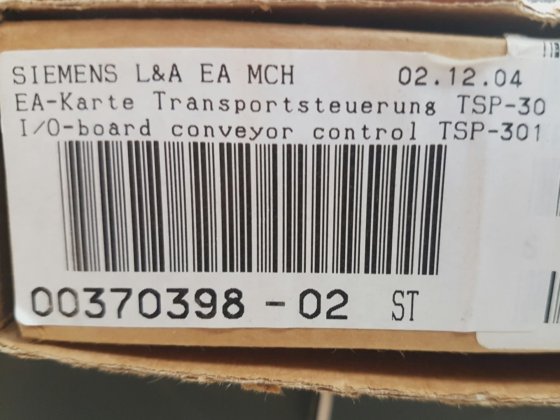 SIEMENS L&A EA MCH 02.12.04
EA-Karte Transportsteuerung TSP-30
I/O-board conveyor control TSP-301
00370398-02 ST